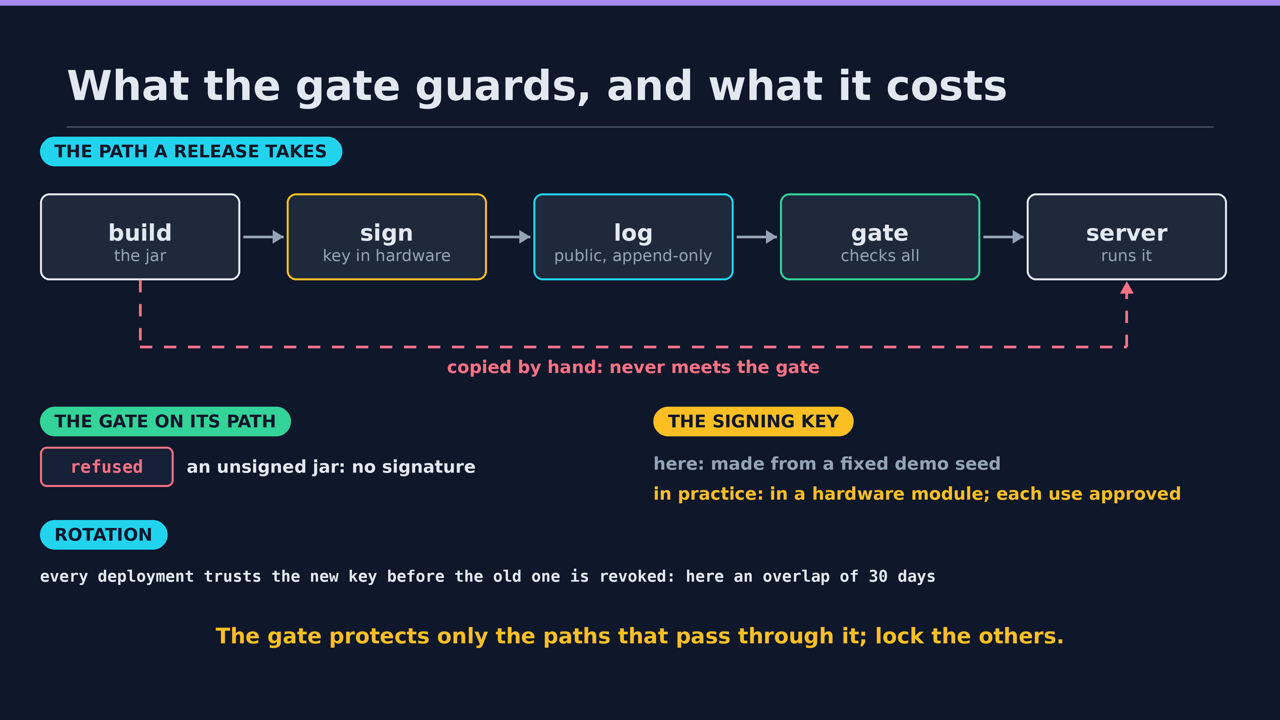 What the gate guards, and what it costs
THE PATH A RELEASE TAKES
build
the jar
sign
key in hardware
log
public, append-only
gate
checks all
server
runs it
copied by hand: never meets the gate
THE GATE ON ITS PATH
refused
an unsigned jar: no signature
THE SIGNING KEY
here: made from a fixed demo seed
in practice: in a hardware module; each use approved
ROTATION
every deployment trusts the new key before the old one is revoked: here an overlap of 30 days
The gate protects only the paths that pass through it; lock the others.